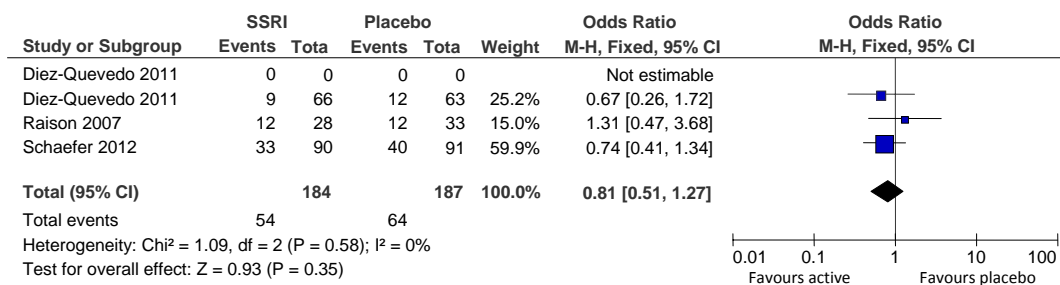 SSRI Placebo Odds Ratio Odds Ratio
Study or Subgroup Events Tota Events Tota Weight M-H, Fixed, 95% CI M-H, Fixed, 95% CI
Diez-Quevedo 2011 0 0 0 0 Not estimable
Diez-Quevedo 2011 9 66 12 63 25.2% 0.67 [0.26, 1.72]
Raison 2007 12 28 12 33 15.0% 1.31 [0.47, 3.68]
Schaefer 2012 33 90 40 91 59.9% 0.74 [0.41, 1.34]
Total (95% CI) 184 187 100.0% 0.81 [0.51, 1.27]
Total events 54 64
Heterogeneity: Chi² = 1.09, df = 2 (P = 0.58); I² = 0%
Test for overall effect: Z = 0.93 (P = 0.35)
0.01 0.1 1 10 100
Favours active Favours placebo